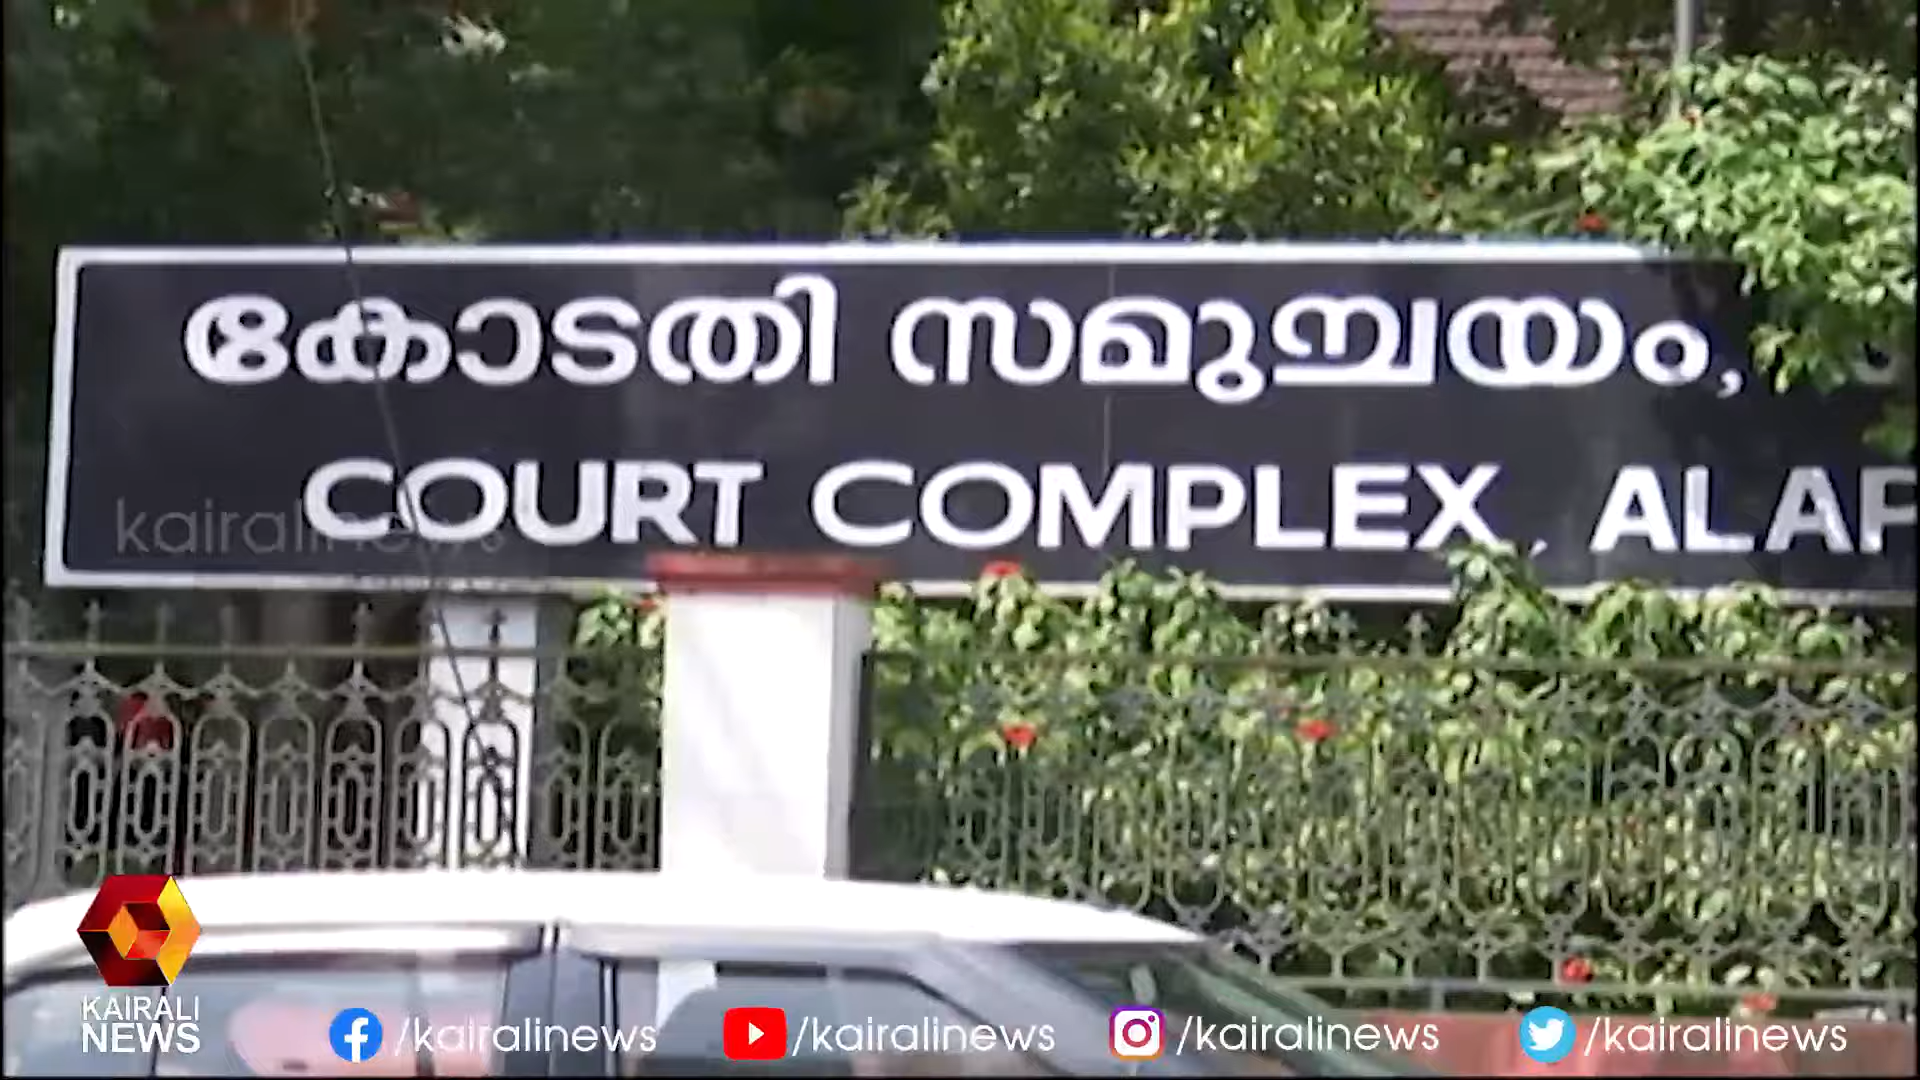 കോടതി സമുച്ചയം,
COURT COMPLEX, ALAP
kairalinews
KAIRALI
NEWS
/kairalinews
/kairalinews
/kairalinews
/kairalinews